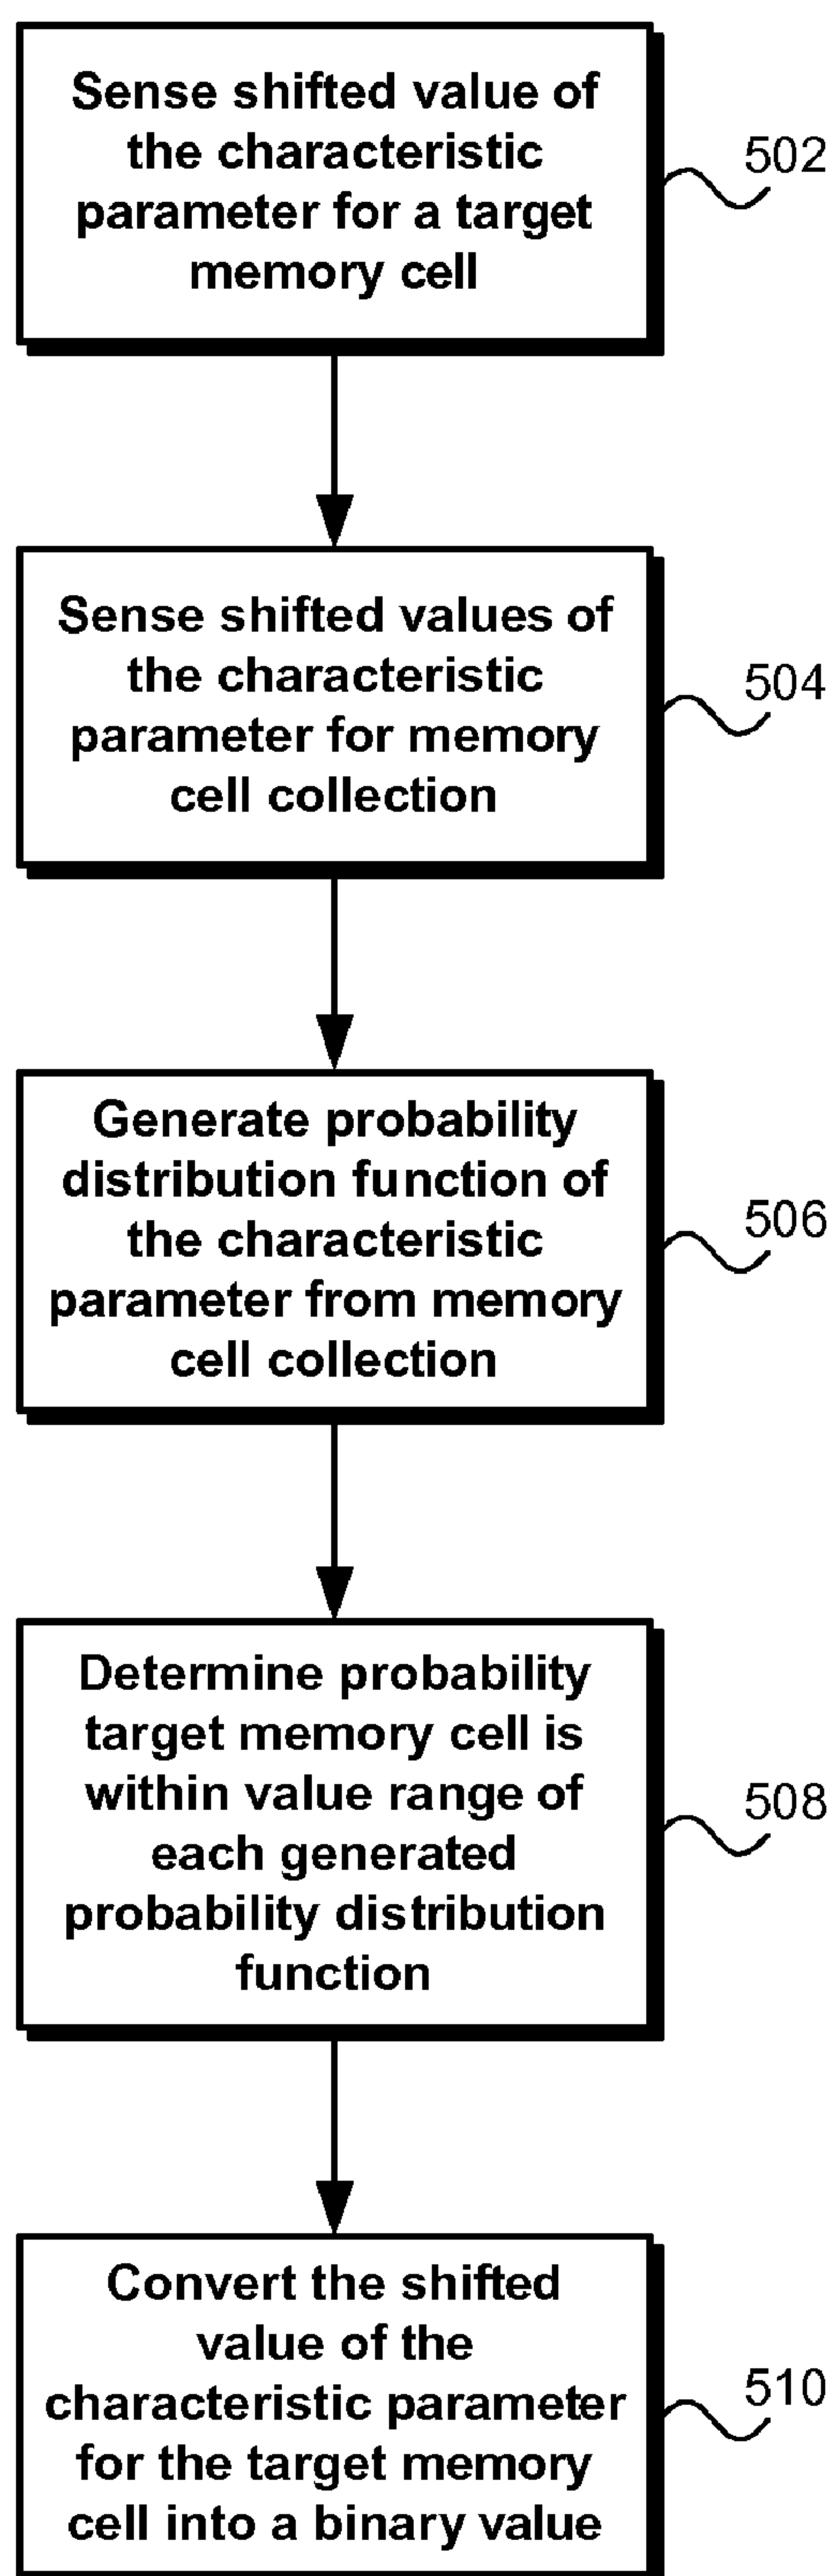 Sense shifted value of
the characteristic
parameter for a target
memory cell
502
Sense shifted values of
the characteristic
parameter for memory
cell collection
504
Generate probability
distribution function of
the characteristic
parameter from memory
cell collection
506
Determine probability
target memory cell is
within value range of
each generated
probability distribution
function
508
Convert the shifted
value of the
characteristic parameter
for the target memory
cell into a binary value
510